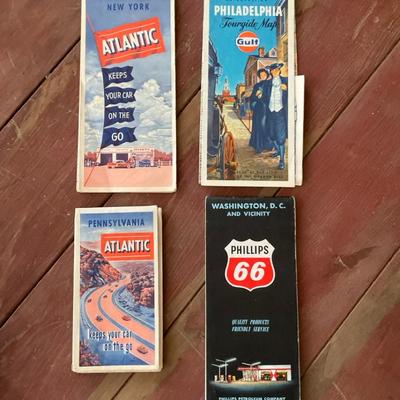 NEW YORK
ATLANTIC
KEEPS
YOUR CAR
ON THE
GO
PHILADELPHIA
Tourgide Map
Gulf
PENNSYLVANIA
ATLANTIC
keeps your car
on the go
WASHINGTON, D. C.
AND VICINITY
PHILLIPS
66
QUALITY PRODUCTS
FRIENDLY SERVICE
PHILLIPS PETROLEUM COMPANY